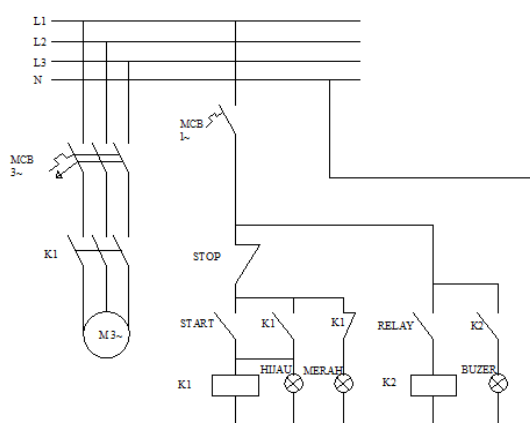 L1
L2
L3
N
MCB
3~
MCB
1~
K1
STOP
M 3~
START
K1
K1
RELAY
K2
HIJAU
MERAH
BUZER
K1
K2